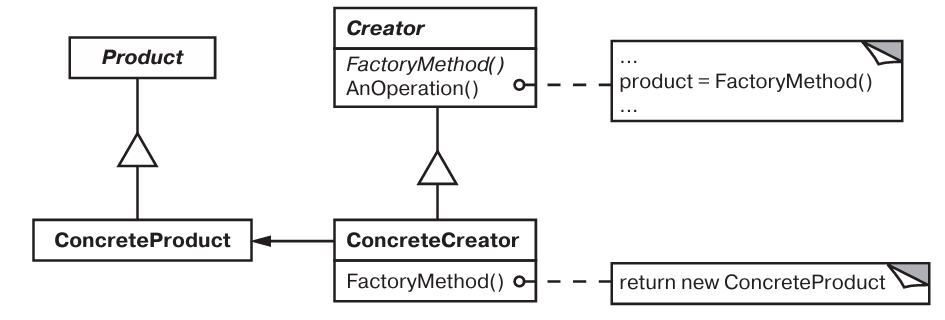 Product
Creator
FactoryMethod()
AnOperation()
...
product = FactoryMethod()
...
ConcreteProduct
ConcreteCreator
FactoryMethod()
return new ConcreteProduct